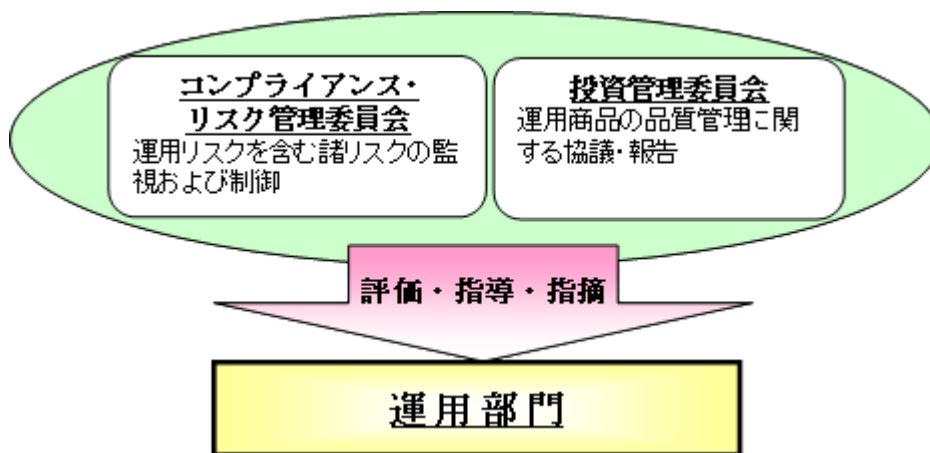 コンプライアンス・
リスク管理委員会
運用リスクを含む諸リスクの監
視および制御
投資管理委員会
運用商品の品質管理に関
する協議・報告
評価・指導・指摘
運用部門